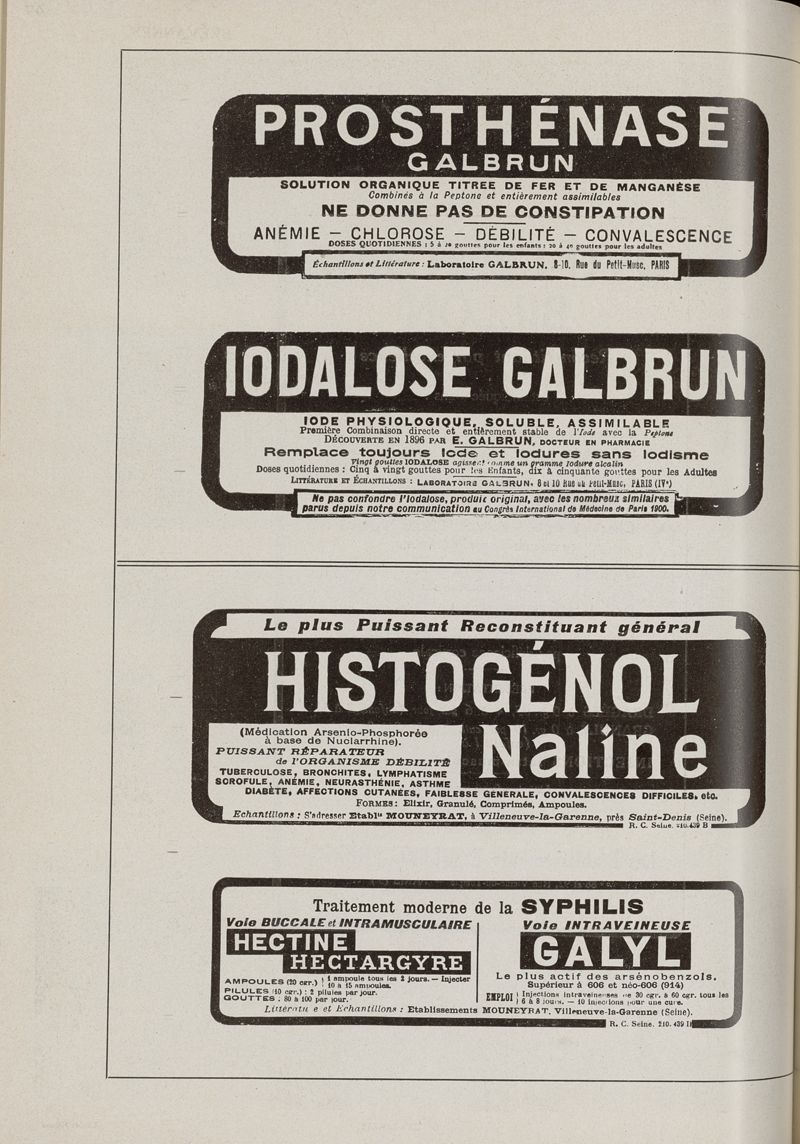 PROSTHÉNASE
GALBRUN
SOLUTION ORGANIQUE TITREE DE FER ET DE MANGANÈSE
Combinés à la Peptone et entièrement assimilables
NE DONNE PAS DE CONSTIPATION
ANÉMIE — CHLOROSE — DÉBILITÉ — CONVALESCENCE
DOSES QUOTIDIENNES : 5 à 20 gouttes pour les enfants : 20 à 40 gouttes pour les adultes
Échantillons et Littérature : Laboratoire GALBRUN, 8-10, Rue du Petit-Musc, PARIS
IODALOSE GALBRUN
IODE PHYSIOLOGIQUE, SOLUBLE, ASSIMILABLE
Première Combinaison directe et entièrement stable de l'Iode avec la Peptone
DÉCOUVERTE EN 1896 PAR E. GALBRUN, DOCTEUR EN PHARMACIE
Remplace toujours Iode et Iodures sans Iodisme
Vingt gouttes IODALOSE agissent comme un gramme Iodure alcalin
Doses quotidiennes : Cinq à vingt gouttes pour les Enfants, dix à cinquante gouttes pour les Adultes
LITTÉRATURE ET ÉCHANTILLONS : LABORATOIRE GALBRUN, 8 et 10 Rue du Petit-Musc, PARIS (IVe)
Ne pas confondre l'Iodalose, produit original, avec les nombreux similaires
parus depuis notre communication au Congrès International de Médecine de Paris 1900.
Le plus Puissant Reconstituant général
HISTOGÉNOL
Naline
(Médication Arsenio-Phosphorée
à base de Nuclarrhine).
PUISSANT RÉPARATEUR
de l'ORGANISME DÉBILITÉ
TUBERCULOSE, BRONCHITES, LYMPHATISME
SCROFULE, ANÉMIE, NEURASTHÉNIE, ASTHME
DIABÈTE, AFFECTIONS CUTANÉES, FAIBLESSE GENERALE, CONVALESCENCES DIFFICILES, etc.
FORMES : Elixir, Granulé, Comprimés, Ampoules.
Echantillons : S'adresser Etablts MOUNEYRAT, à Villeneuve-la-Garenne, près Saint-Denis (Seine).
R. C. Seine, 210.439 B
Traitement moderne de la SYPHILIS
Voie BUCCALE et INTRAMUSCULAIRE
HECTINE
HECTARGYRE
AMPOULES (20 cgr.) : 1 ampoule tous les 2 jours. — Injecter
10 à 15 ampoules.
PILULES (10 cgr.) : 2 pilules par jour.
GOUTTES : 80 à 100 par jour.
Voie INTRAVEINEUSE
GALYL
Le plus actif des arsénobenzols.
Supérieur à 606 et néo-606 (914)
EMPLOI Injections intraveineuses de 30 cgr. à 60 cgr. tous les
6 à 8 jours. — 10 injections pour une cure.
Littératu e et Echantillons : Etablissements MOUNEYRAT, Villeneuve-la-Garenne (Seine).
R. C. Seine, 210.439 B